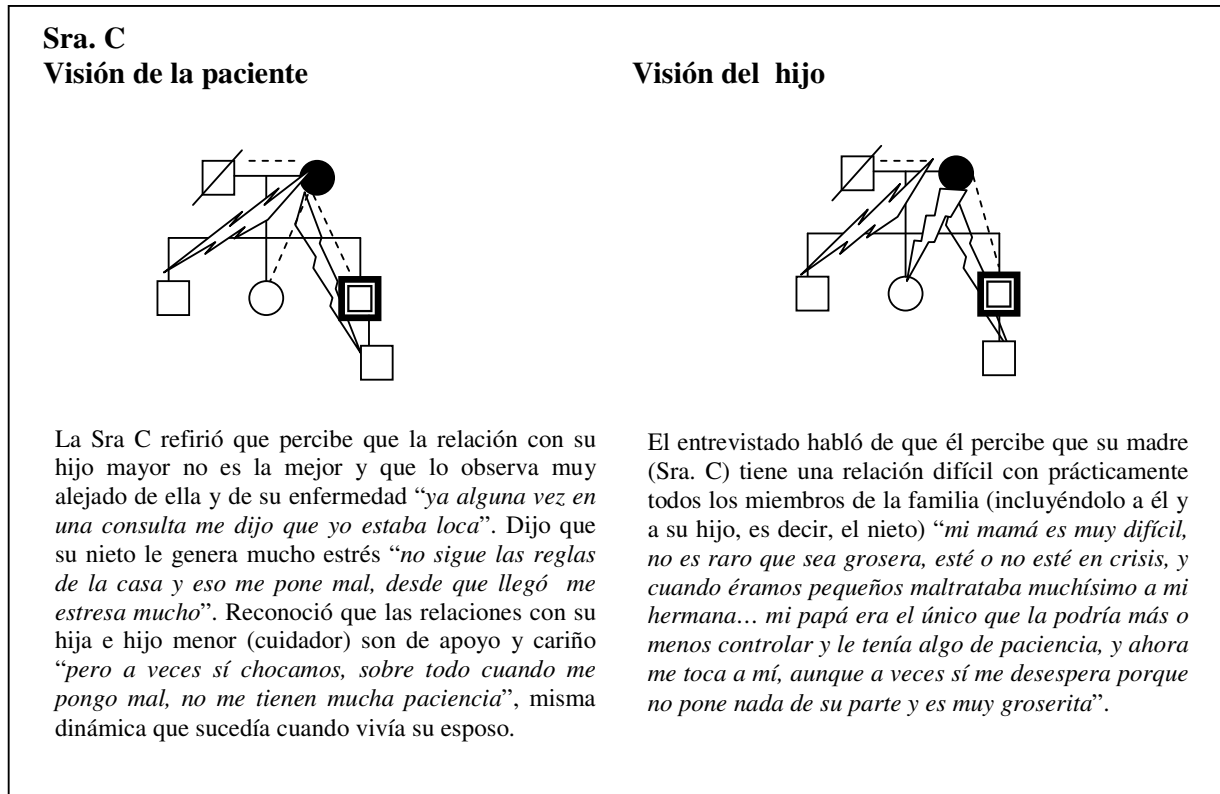 Sra. C
Visión de la paciente
Visión del hijo
La Sra C refirió que percibe que la relación con su
hijo mayor no es la mejor y que lo observa muy
alejado de ella y de su enfermedad “ya alguna vez en
una consulta me dijo que yo estaba loca”. Dijo que
su nieto le genera mucho estrés “no sigue las reglas
de la casa y eso me pone mal, desde que llegó me
estresa mucho”. Reconoció que las relaciones con su
hija e hijo menor (cuidador) son de apoyo y cariño
“pero a veces sí chocamos, sobre todo cuando me
pongo mal, no me tienen mucha paciencia”, misma
dinámica que sucedía cuando vivía su esposo.
El entrevistado habló de que él percibe que su madre
(Sra. C) tiene una relación difícil con prácticamente
todos los miembros de la familia (incluyéndolo a él y
a su hijo, es decir, el nieto) “mi mamá es muy difícil,
no es raro que sea grosera, esté o no esté en crisis, y
cuando éramos pequeños maltrataba muchísimo a mi
hermana… mi papá era el único que la podría más o
menos controlar y le tenía algo de paciencia, y ahora
me toca a mí, aunque a veces sí me desespera porque
no pone nada de su parte y es muy groserita”.